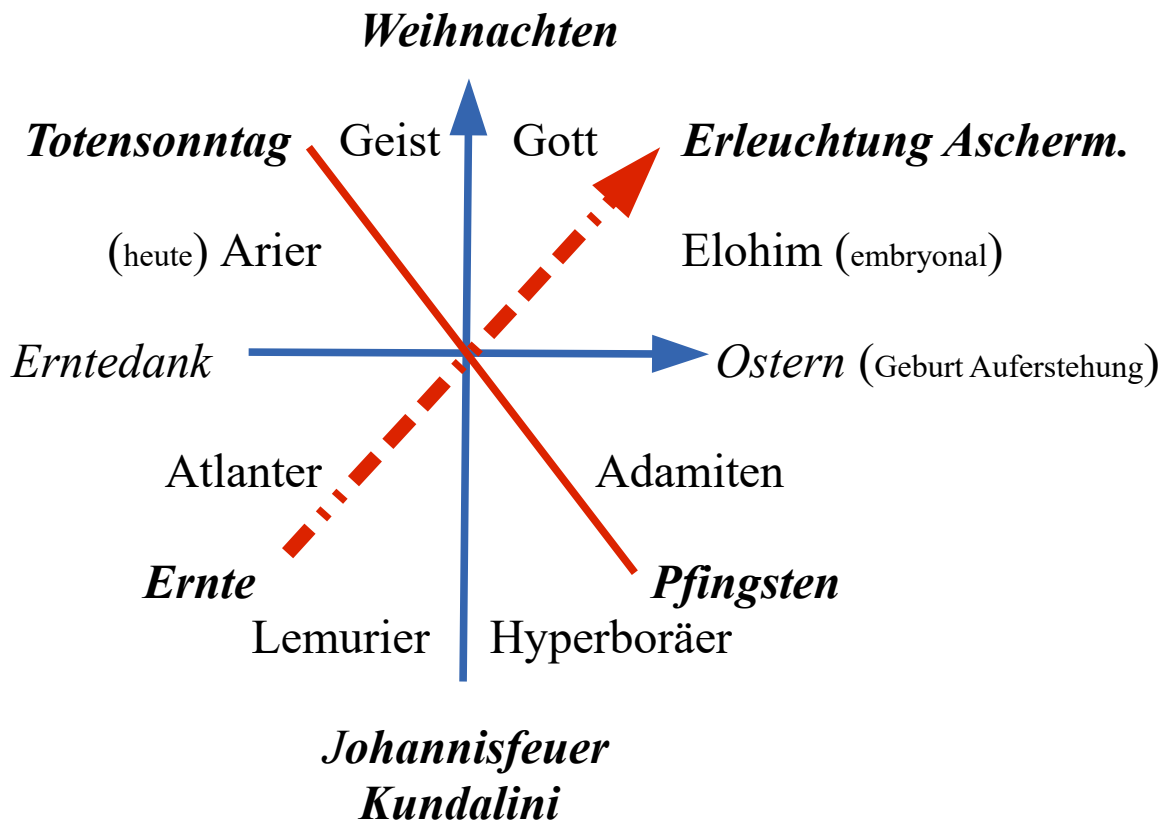 Weihnachten
Totensonntag Geist Gott Erleuchtung Ascherm.
(heute) Arier Elohim (embryonal)
Erntedank Ostern (Geburt Auferstehung)
Atlanter Adamiten
Ernte Pfingsten
Lemurier Hyperboräer
Johannisfeuer
Kundalini